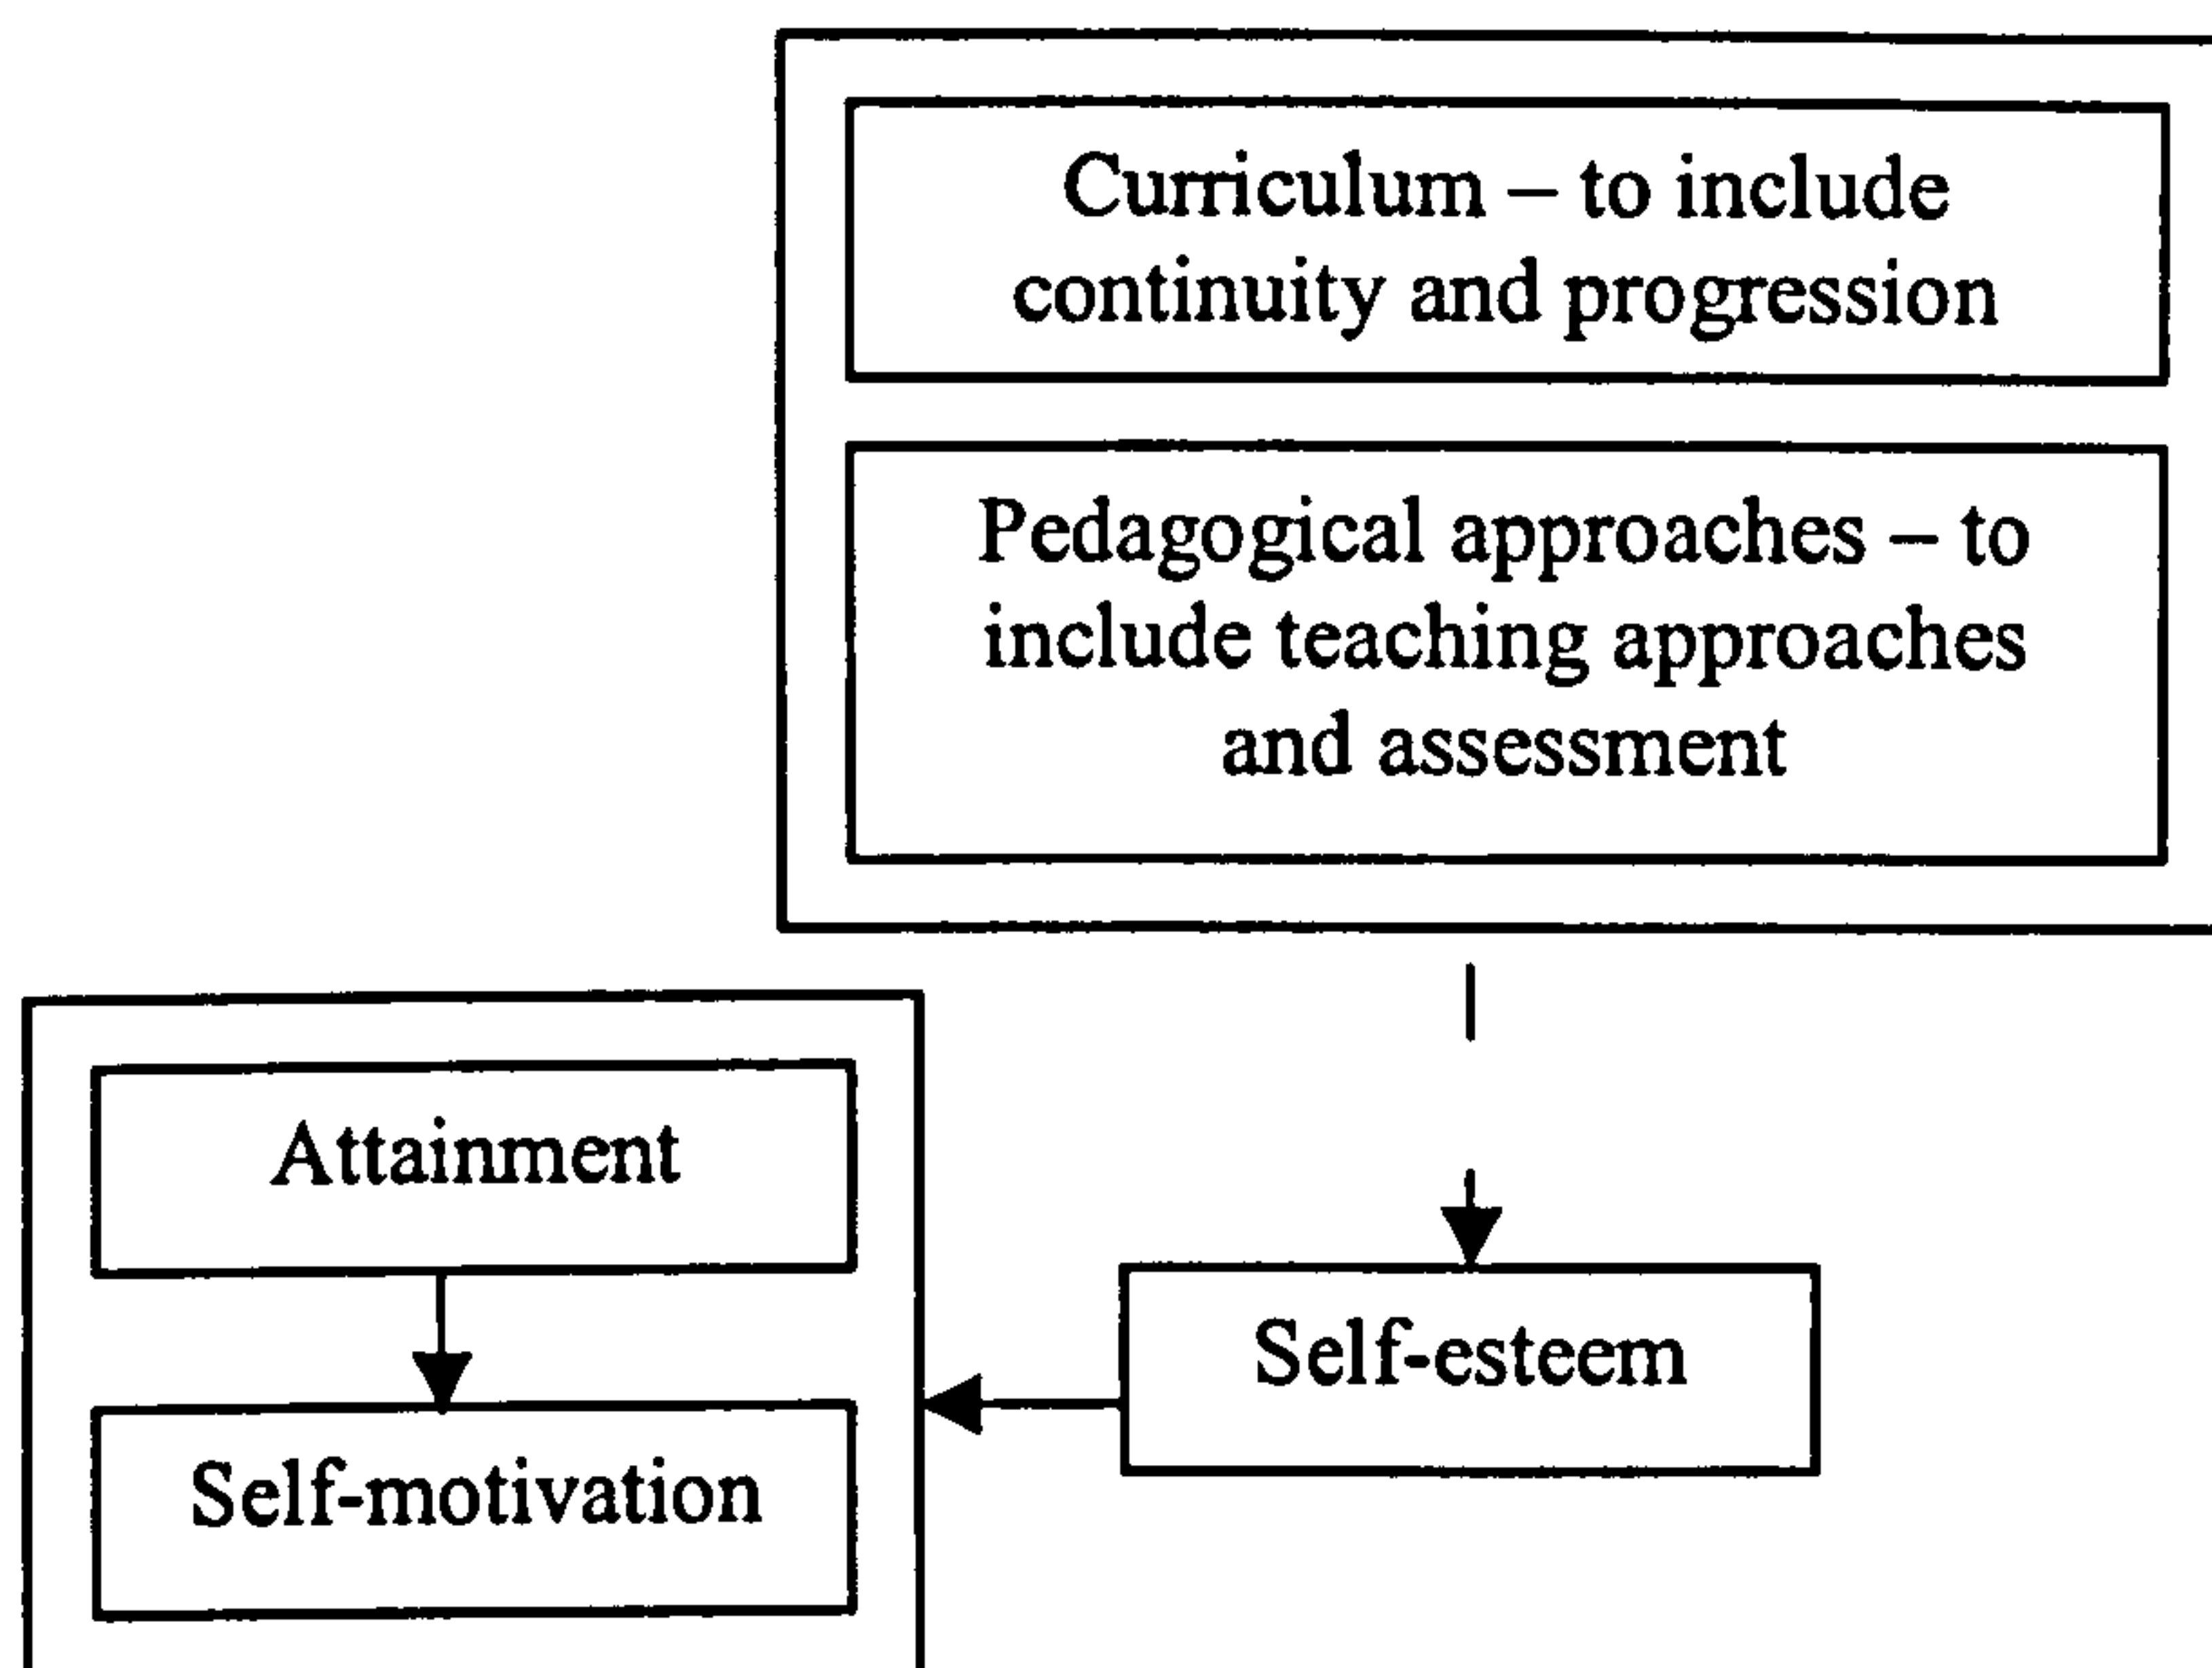 Curriculum – to include
continuity and progression
Pedagogical approaches – to
include teaching approaches
and assessment
Attainment
Self-esteem
Self-motivation